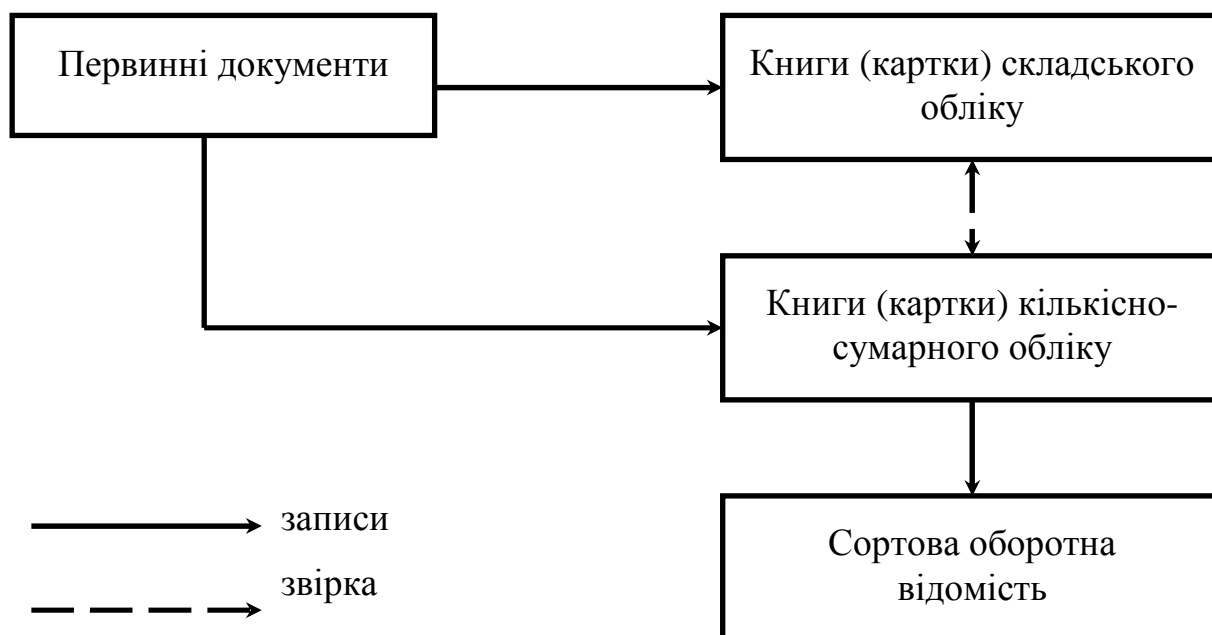 Первинні документи
Книги (картки) складського
обліку
Книги (картки) кількісно-
сумарного обліку
Сортова оборотна
відомість
записи
звірка